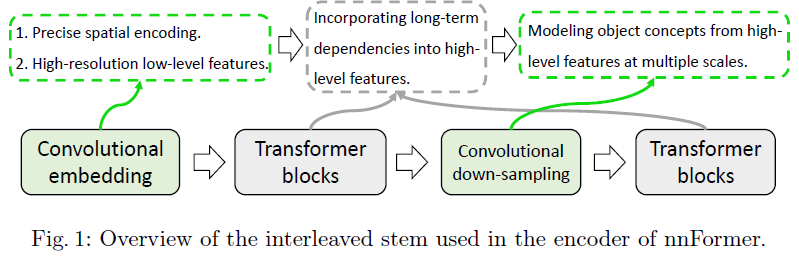 1. Precise spatial encoding.
2. High-resolution low-level features.
Incorporating long-term
dependencies into high-
level features.
Modeling object concepts from high-
level features at multiple scales.
Convolutional
embedding
Transformer
blocks
Convolutional
down-sampling
Transformer
blocks
Fig. 1: Overview of the interleaved stem used in the encoder of nnFormer.